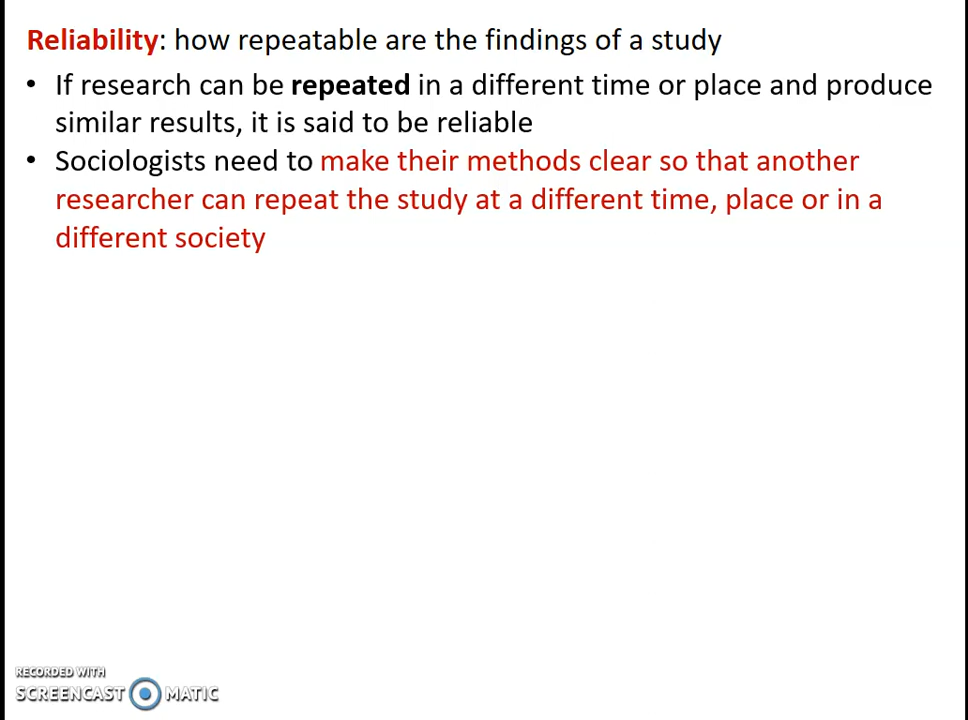 Reliability: how repeatable are the findings of a study
• If research can be repeated in a different time or place and produce
similar results, it is said to be reliable
• Sociologists need to make their methods clear so that another
researcher can repeat the study at a different time, place or in a
different society
RECORDED WITH
SCREENCAST MATIC